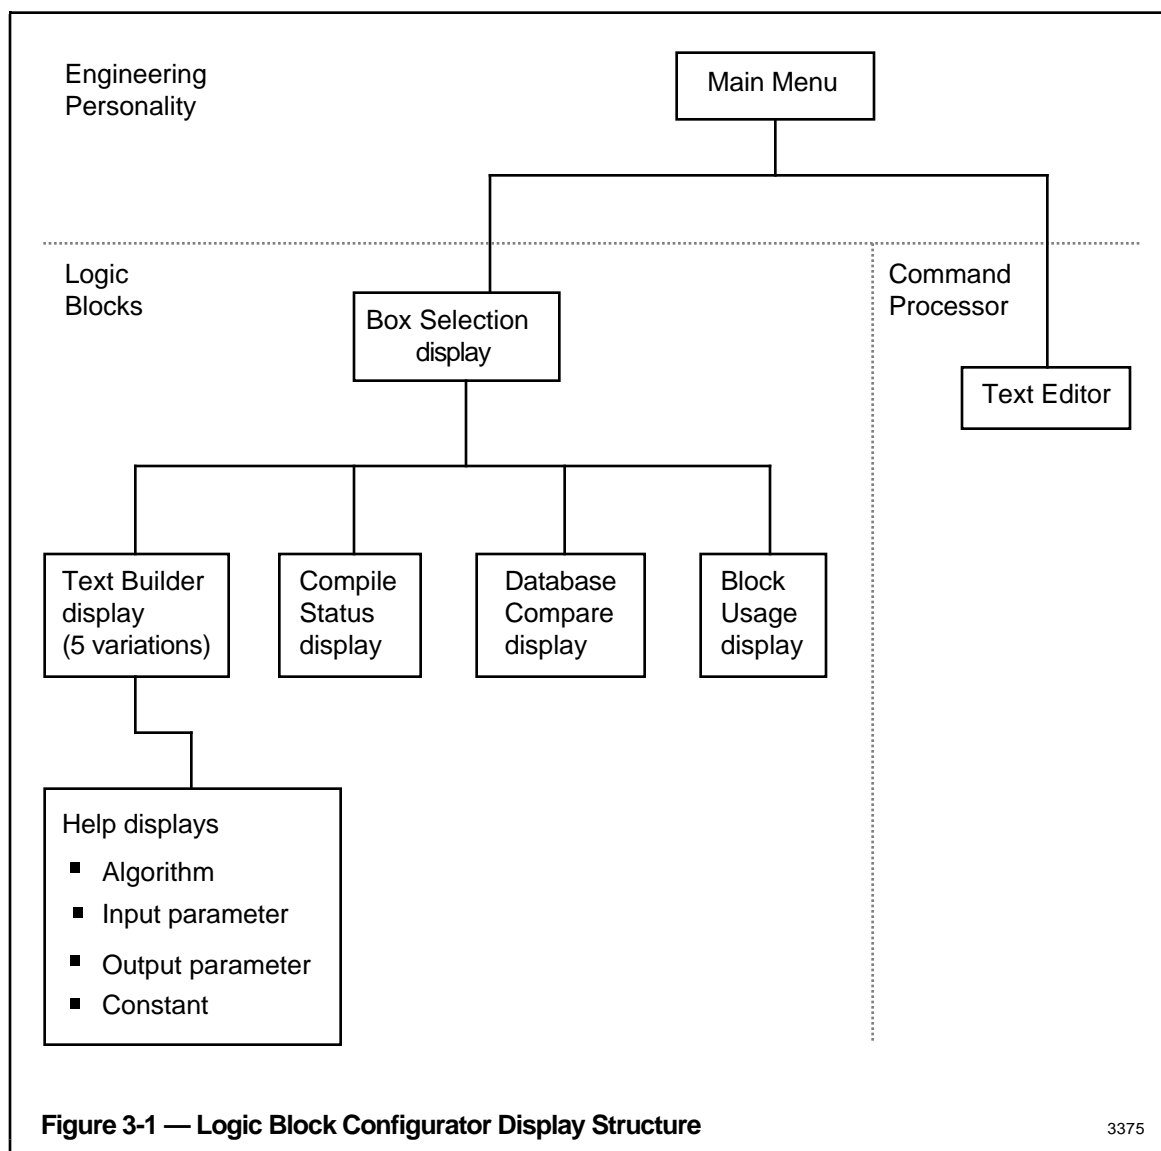 Engineering
Personality
Main Menu
Logic
Blocks
Command
Processor
Box Selection
display
Text Editor
Text Builder
display
(5 variations)
Compile
Status
display
Database
Compare
display
Block
Usage
display
Help displays
▪ Algorithm
▪ Input parameter
▪ Output parameter
▪ Constant
Figure 3-1 — Logic Block Configurator Display Structure
3375